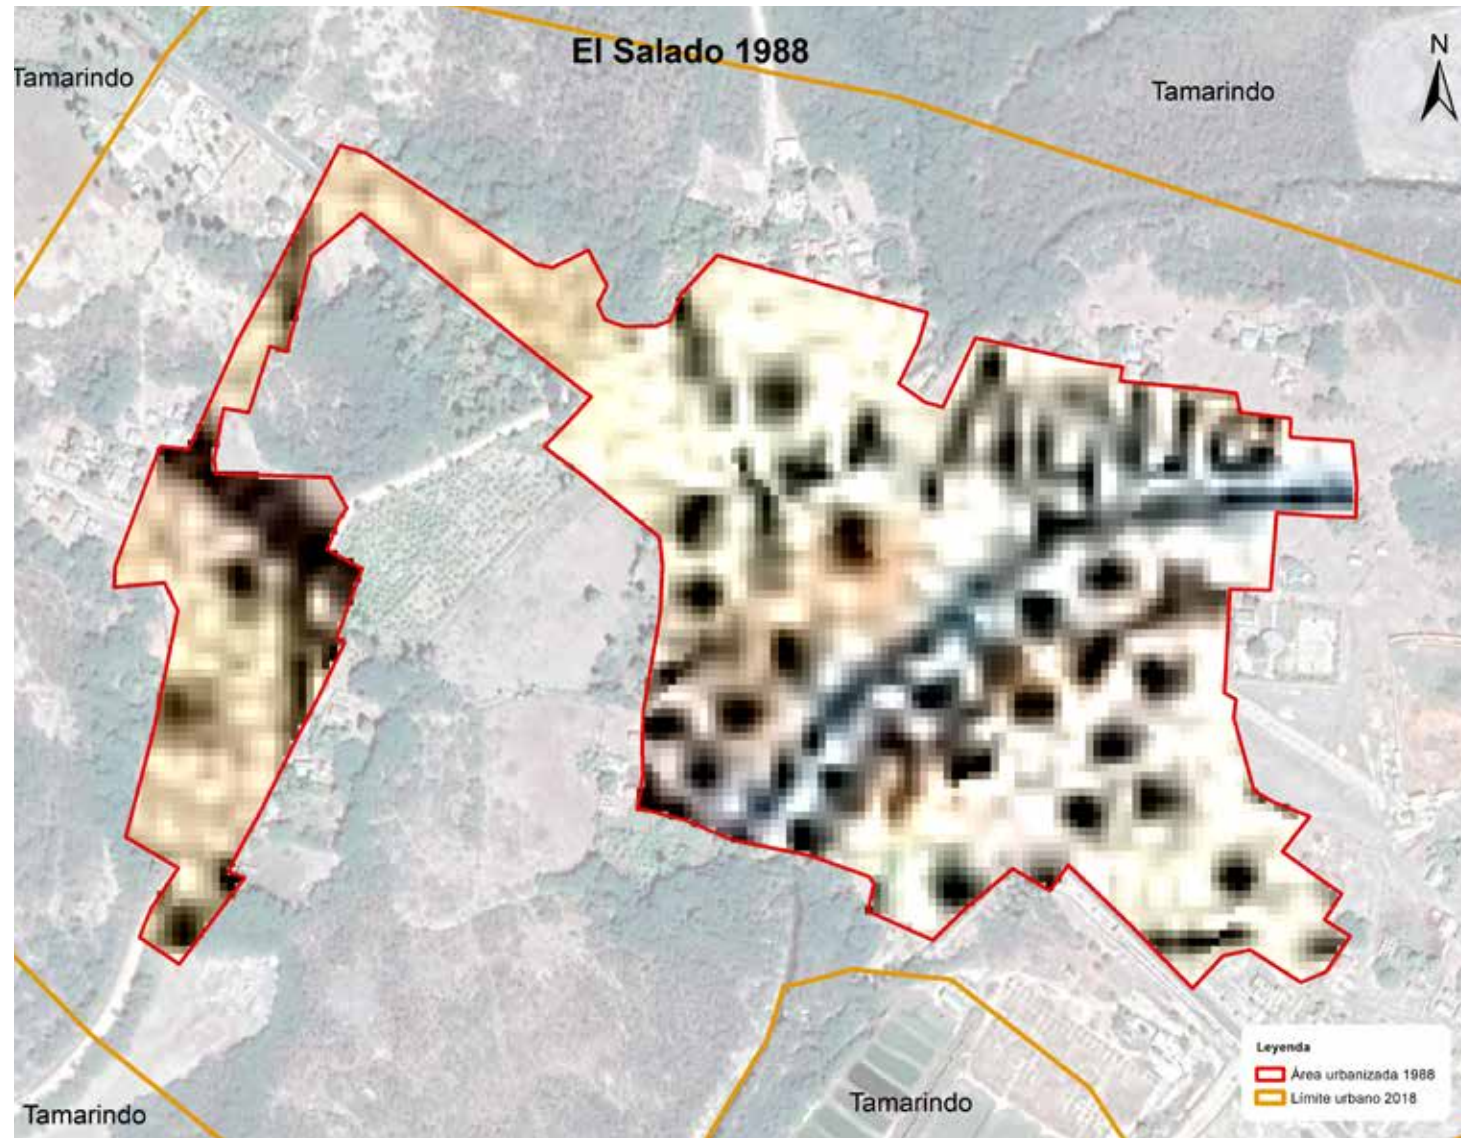 El Salado 1988
N
Tamarindo
Tamarindo
Leyenda
Área urbanizada 1988
Límite urbano 2018
Tamarindo
Tamarindo